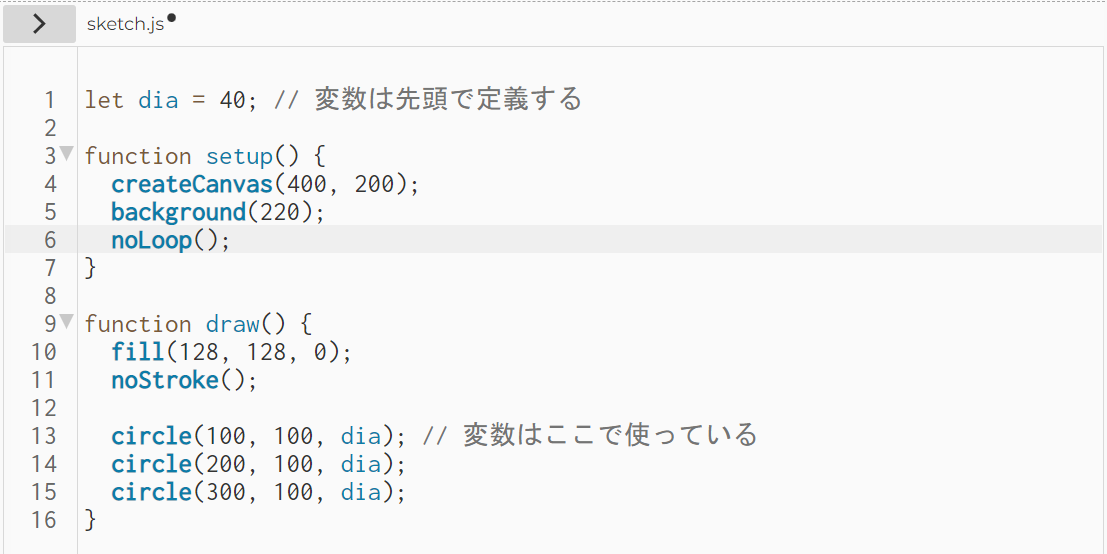 sketch.js
1 let dia = 40; // 変数は先頭で定義する
2
3 function setup() {
4   createCanvas(400, 200);
5   background(220);
6   noLoop();
7 }
8
9 function draw() {
10   fill(128, 128, 0);
11   noStroke();
12
13   circle(100, 100, dia); // 変数はここで使っている
14   circle(200, 100, dia);
15   circle(300, 100, dia);
16 }